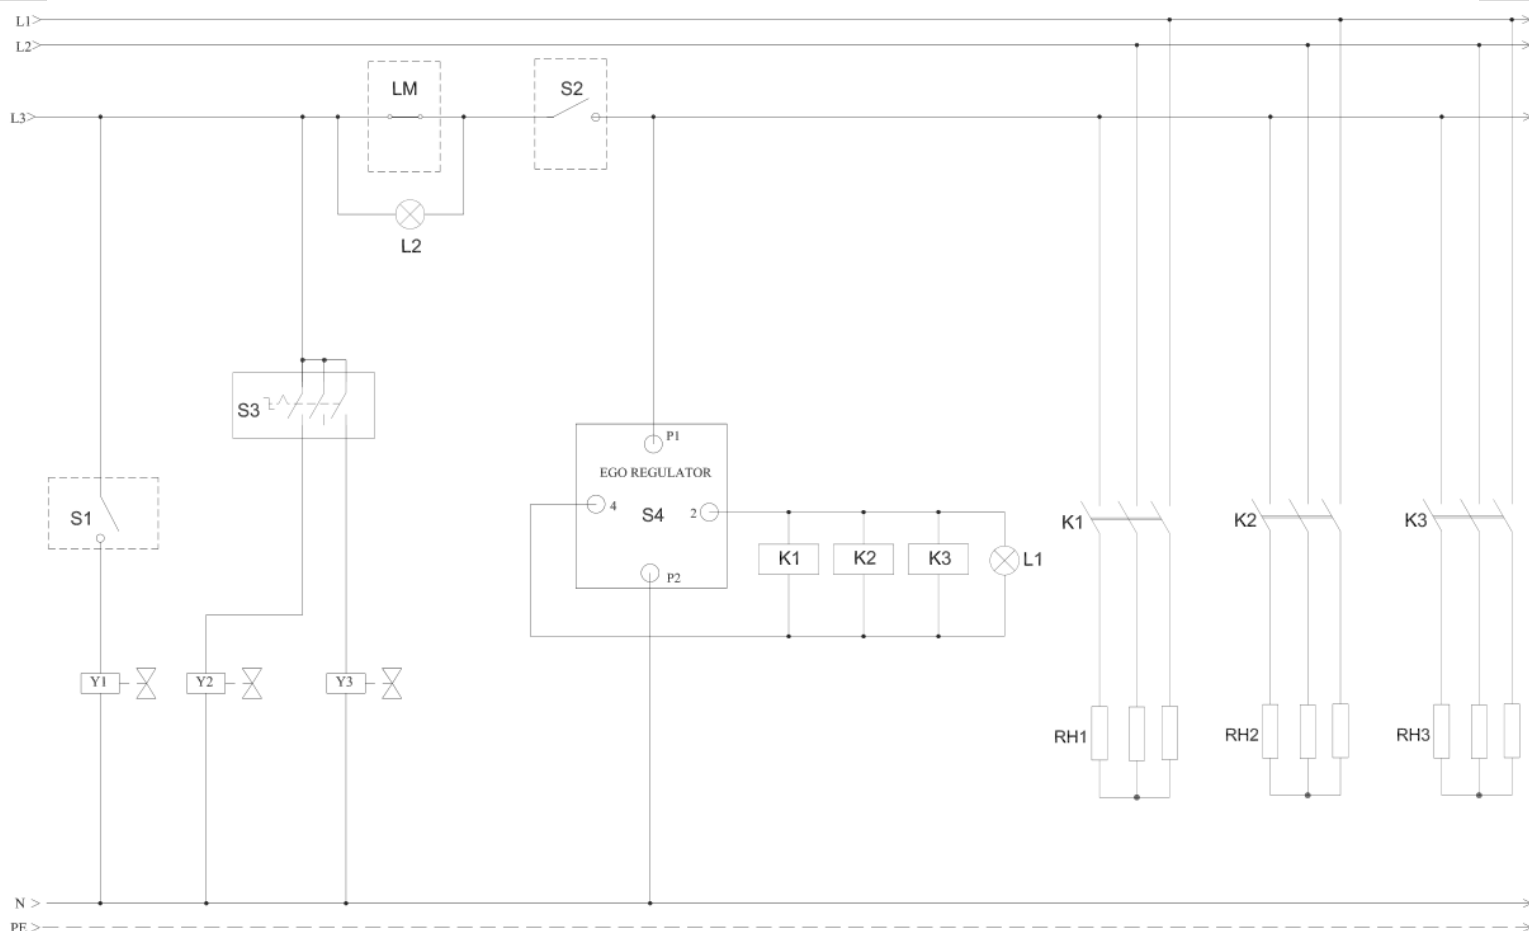 L1
L2
L3
LM
S2
L2
S3
P1
EGO REGULATOR
4
S4
2
P2
S1
K1
K2
K3
L1
K1
K2
K3
Y1
Y2
Y3
RH1
RH2
RH3
N
PE